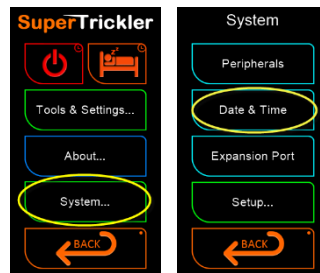 SuperTrickler
Tools & Settings...
About...
System...
BACK
System
Peripherals
Date & Time
Expansion Port
Setup...
BACK